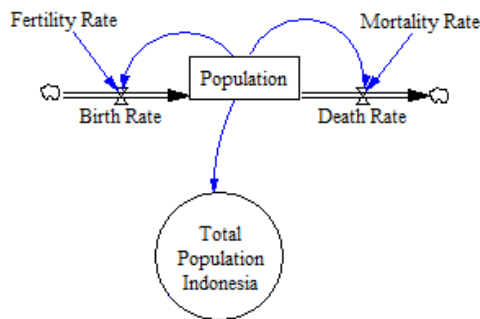 Fertility Rate
Mortality Rate
Population
Birth Rate
Death Rate
Total
Population
Indonesia